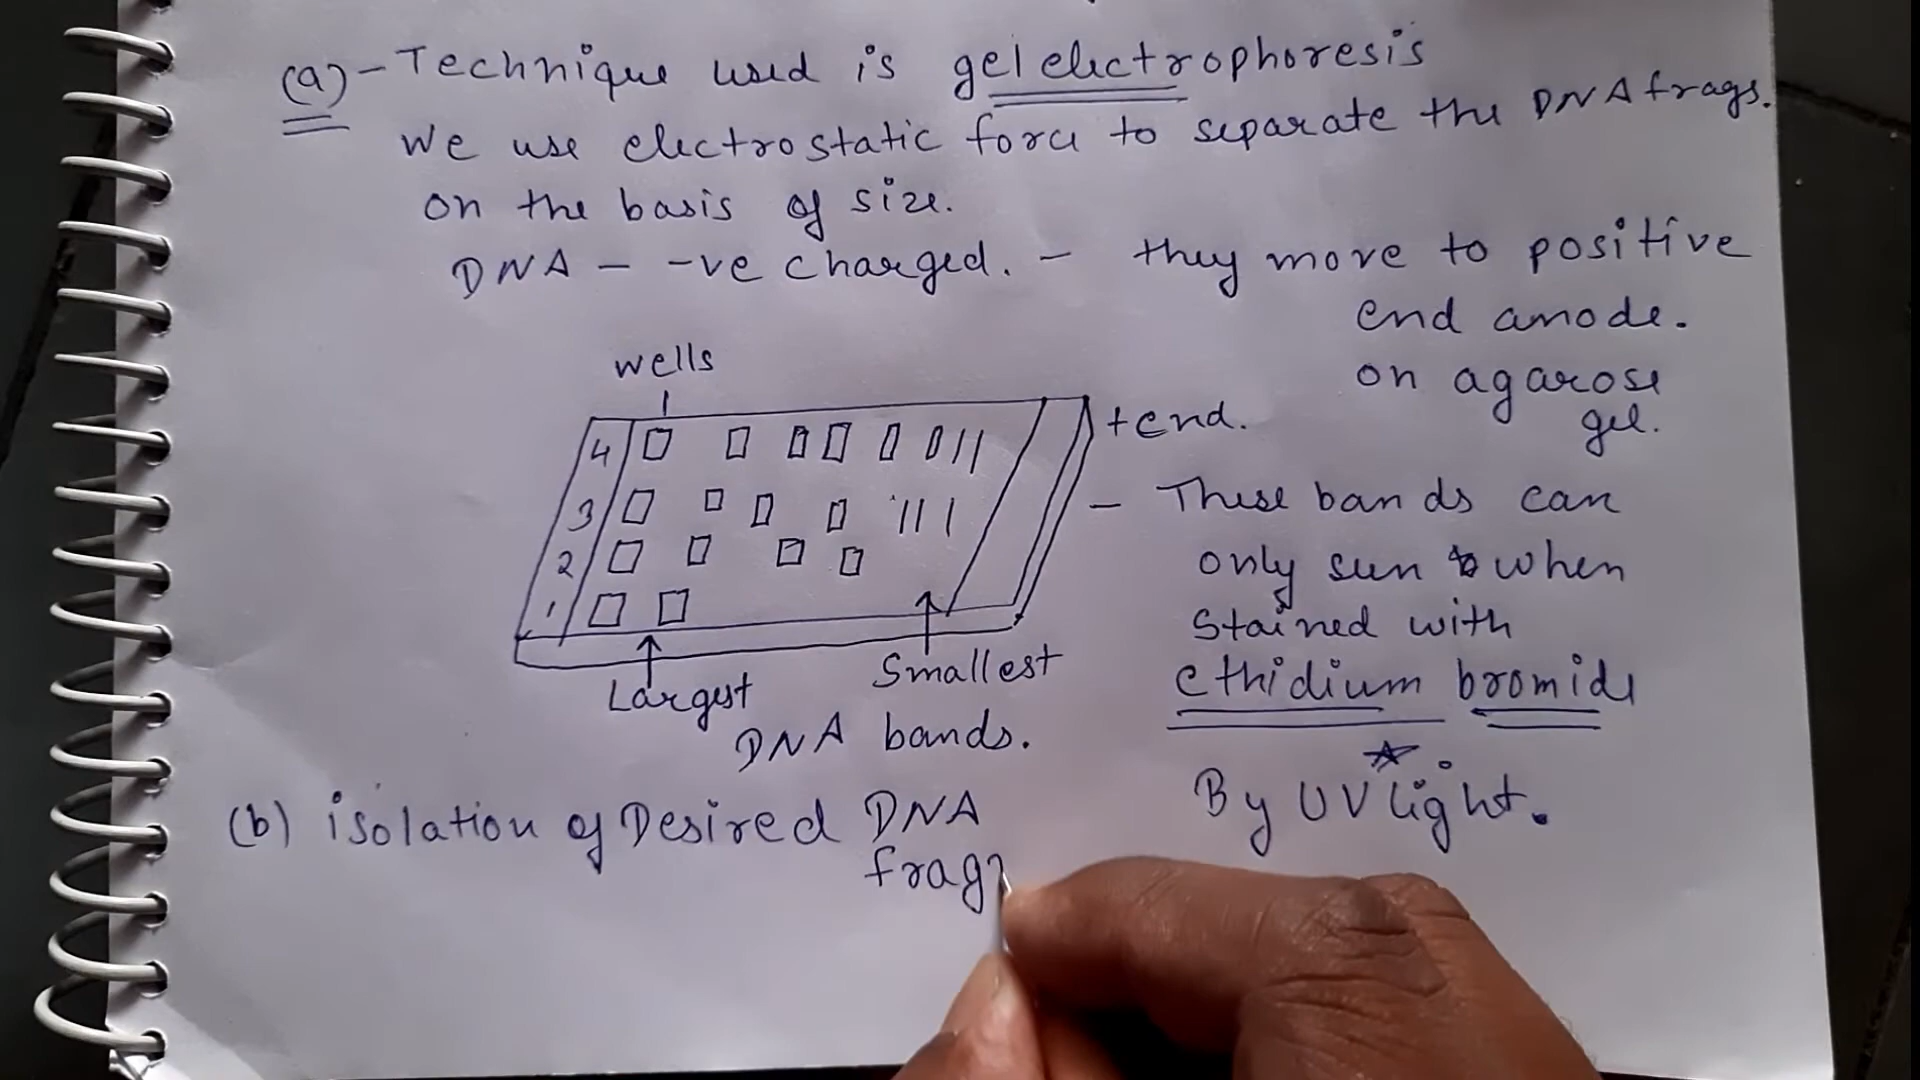 (a) - Technique used is gel electrophoresis
We use electrostatic force to separate the DNA frags.
on the basis of size.
DNA - -ve charged. - they move to positive
end anode.
on agarose
gel.
wells
4
3
2
1
+ end.
- These bands can
only seen when
stained with
ethidium bromide
By UV light.
Largest
Smallest
DNA bands.
(b) isolation of Desired DNA
frag